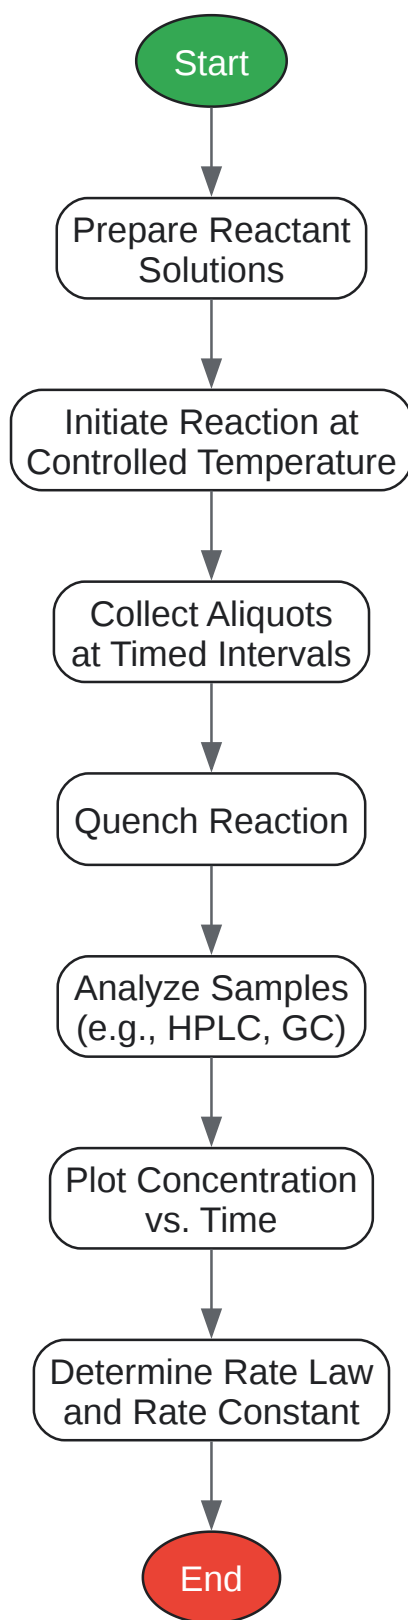 Start
Prepare Reactant
Solutions
Initiate Reaction at
Controlled Temperature
Collect Aliquots
at Timed Intervals
Quench Reaction
Analyze Samples
(e.g., HPLC, GC)
Plot Concentration
vs. Time
Determine Rate Law
and Rate Constant
End